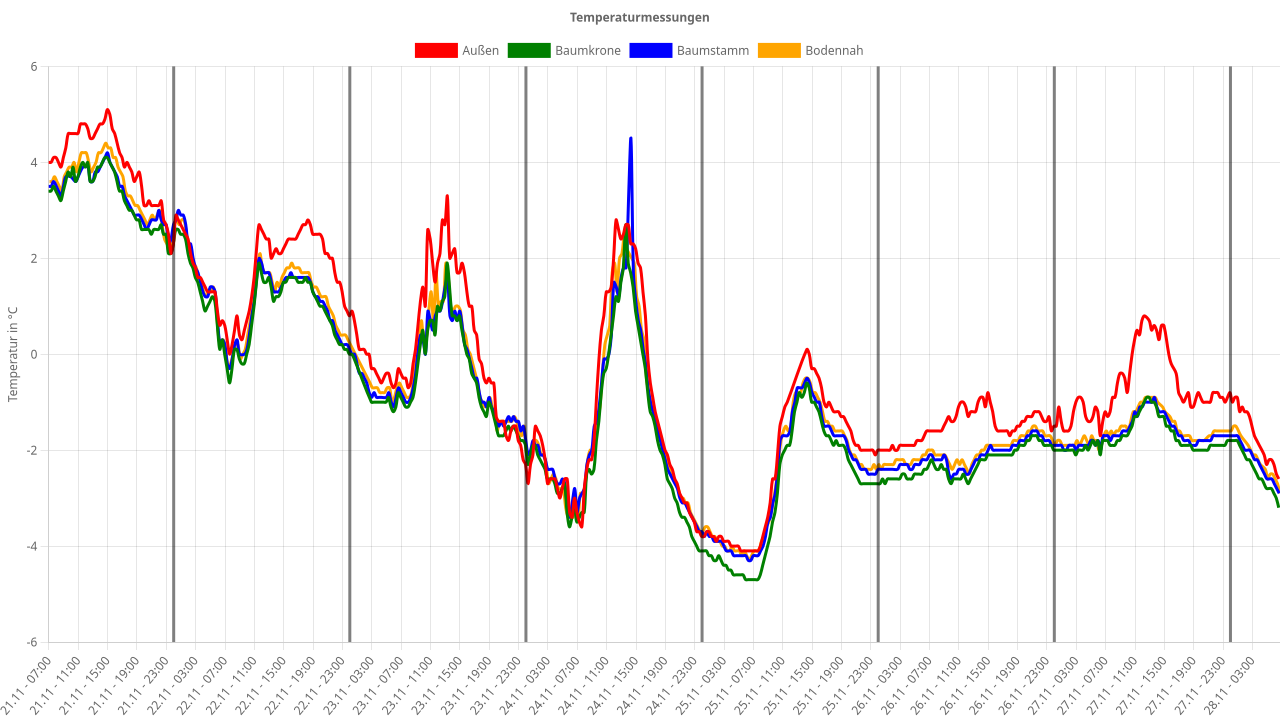 Temperaturmessungen
Außen Baumkrone Baumstamm Bodennah
Temperatur in °C
6
4
2
0
-2
-4
-6
21.11 - 07:00
21.11 - 11:00
21.11 - 15:00
21.11 - 19:00
21.11 - 23:00
22.11 - 03:00
22.11 - 07:00
22.11 - 11:00
22.11 - 15:00
22.11 - 19:00
22.11 - 23:00
23.11 - 03:00
23.11 - 07:00
23.11 - 11:00
23.11 - 15:00
23.11 - 19:00
23.11 - 23:00
24.11 - 03:00
24.11 - 07:00
24.11 - 11:00
24.11 - 15:00
24.11 - 19:00
24.11 - 23:00
25.11 - 03:00
25.11 - 07:00
25.11 - 11:00
25.11 - 15:00
25.11 - 19:00
25.11 - 23:00
26.11 - 03:00
26.11 - 07:00
26.11 - 11:00
26.11 - 15:00
26.11 - 19:00
26.11 - 23:00
27.11 - 03:00
27.11 - 07:00
27.11 - 11:00
27.11 - 15:00
27.11 - 19:00
27.11 - 23:00
28.11 - 03:00